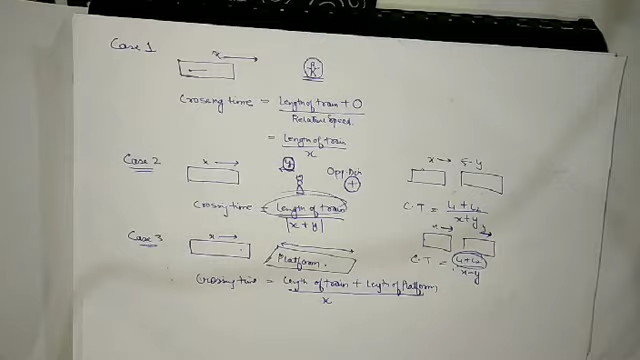 Case 1
x
Crossing time = Length of train + 0
Relative Speed
= Length of train
x
Case 2
x
y
Opp. Dirn
+
Crossing time = Length of train
|x + y|
x
C.T = L1 + L2
x + y
Case 3
x
Platform.
Crossing time = Length of train + Length of Platform
x
x
y
C.T = L1 + L2
x - y